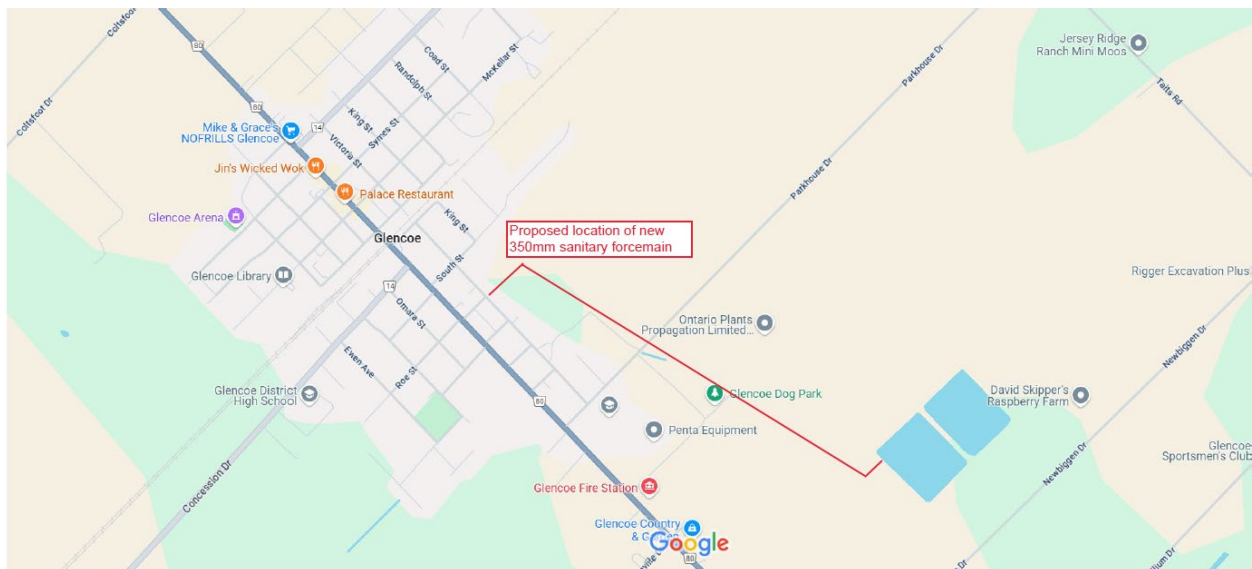 Coltsfoot Dr
80
Coad St
McKellar St
Randolph St
Parkhouse Dr
Jersey Ridge
Ranch Mini Moos
Taits Rd
Coltsfoot Dr
80
Mike & Grace's
NOFRILLS Glencoe
14
King St
Symes St
Victoria St
Jin's Wicked Wok
Palace Restaurant
Parkhouse Dr
Glencoe Arena
King St
Glencoe
Proposed location of new
350mm sanitary forcemain
South St
Glencoe Library
14
Omara St
Rigger Excavation Plus
Ontario Plants
Propagation Limited...
Newbiggen Dr
Ewen Ave
Roe St
Glencoe District
High School
80
Glencoe Dog Park
David Skipper's
Raspberry Farm
Penta Equipment
Glencoe
Sportsmen's Club
Newbiggen Dr
Concession Dr
Glencoe Fire Station
Glencoe Country
Google
80